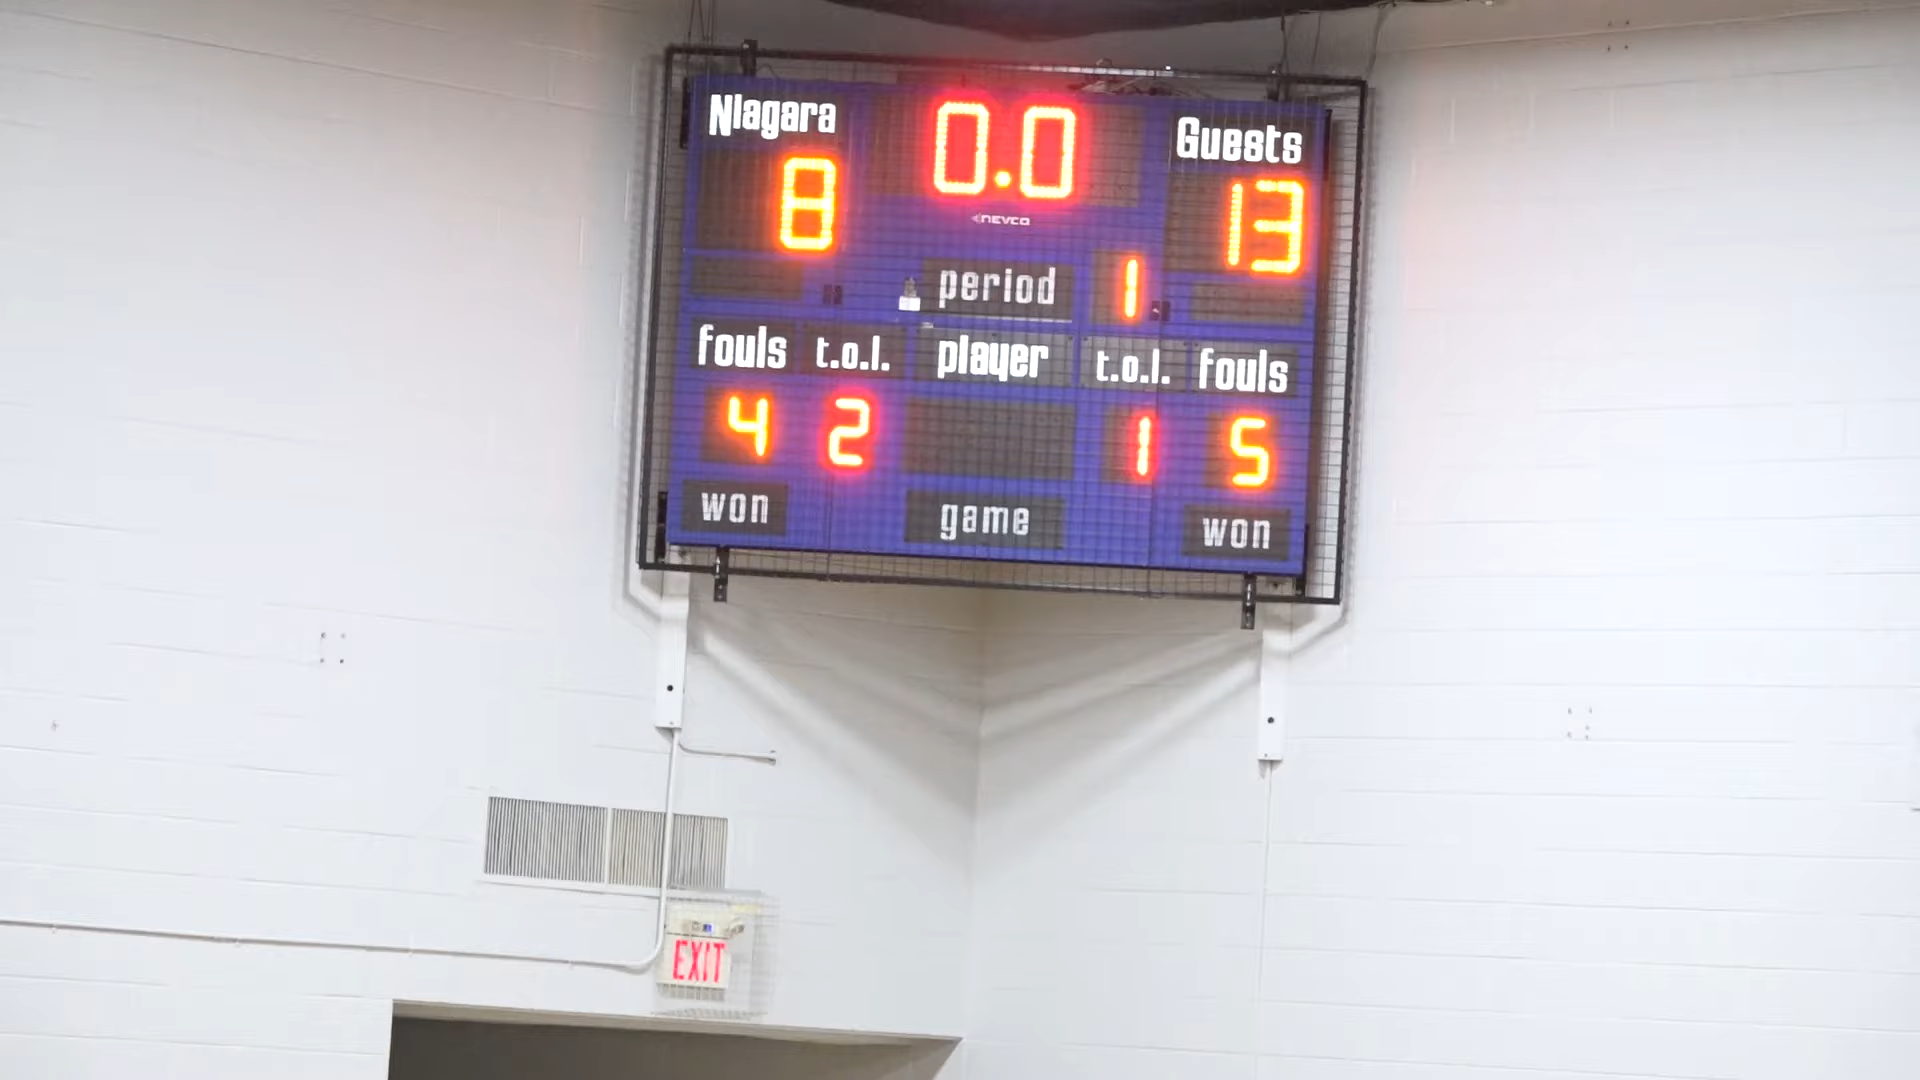 Niagara
0.0
Guests
8
13
NEVCO
period 1
fouls t.o.l. player t.o.l. fouls
4 2 1 5
won game won
EXIT